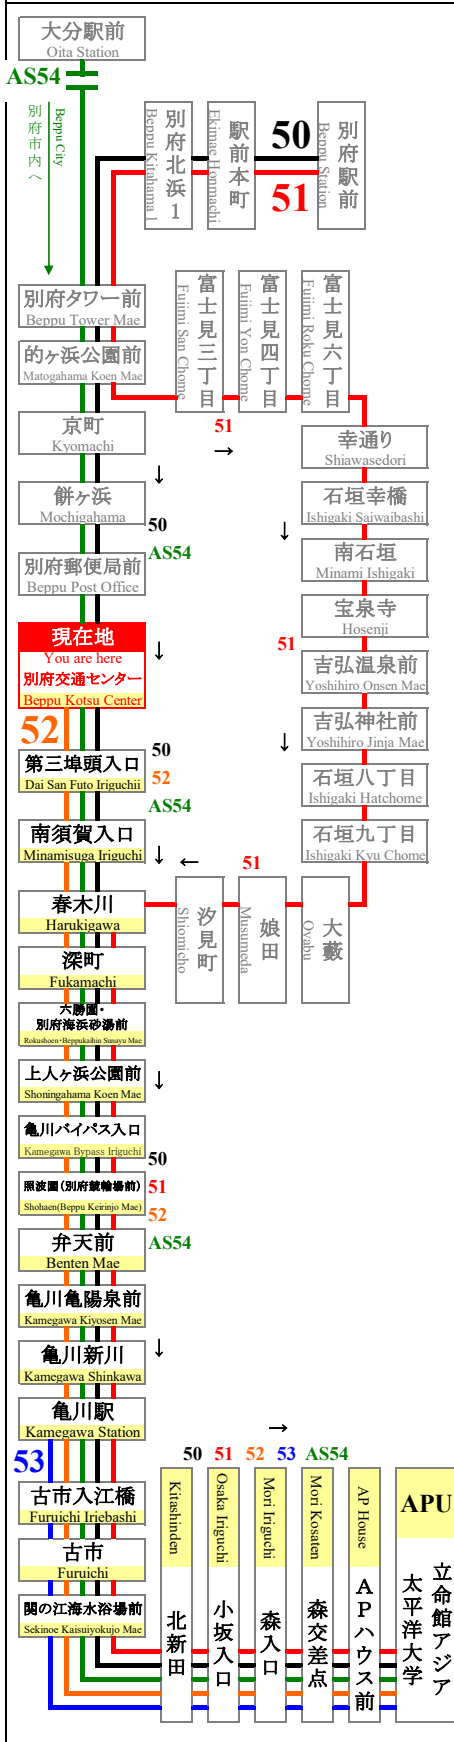 大分駅前
Oita Station
AS54
Beppu City
別府市内へ
別府北浜1
Beppu Kitahama 1
駅前本町
Ekimae Honmachi
50
51
別府駅前
Beppu Station
別府タワー前
Beppu Tower Mae
的ヶ浜公園前
Matogahama Koen Mae
富士見三丁目
Fujimi San Chome
富士見四丁目
Fujimi Yon Chome
富士見六丁目
Fujimi Roku Chome
51
→
京町
Kyomachi
↓
餅ヶ浜
Mochigahama
50
AS54
別府郵便局前
Beppu Post Office
幸通り
Shiawasedori
石垣幸橋
Ishigaki Saiwaibashi
↓
南石垣
Minami Ishigaki
宝泉寺
Hosenji
51
吉弘温泉前
Yoshihiro Onsen Mae
吉弘神社前
Yoshihiro Jinja Mae
↓
石垣八丁目
Ishigaki Hatchome
石垣九丁目
Ishigaki Kyu Chome
現在地
You are here
別府交通センター
Beppu Kotsu Center
↓
52
第三埠頭入口
Dai San Futo Iriguchii
50
52
AS54
南須賀入口
Minamisuga Iriguchi
↓
←
51
汐見町
Shiomicho
娘田
Musumeda
大藪
Oyabu
春木川
Harukigawa
深町
Fukamachi
六勝園・
別府海浜砂湯前
Rokushoen・Beppukaihin Sunayu Mae
上人ヶ浜公園前
Shoningahama Koen Mae
↓
亀川バイパス入口
Kamegawa Bypass Iriguchi
50
51
52
AS54
照波園（別府競輪場前）
Shohaen(Beppu Keirinjo Mae)
弁天前
Benten Mae
亀川亀陽泉前
Kamegawa Kiyosen Mae
亀川新川
Kamegawa Shinkawa
↓
亀川駅
Kamegawa Station
53
古市入江橋
Furuichi Iriebashi
古市
Furuichi
関の江海水浴場前
Sekinoe Kaisuiyokujo Mae
→
50 51 52 53 AS54
Kitashinden
北新田
Osaka Iriguchi
小坂入口
Mori Iriguchi
森入口
Mori Kosaten
森交差点
AP House
APハウス前
APU
立命館アジア
太平洋大学